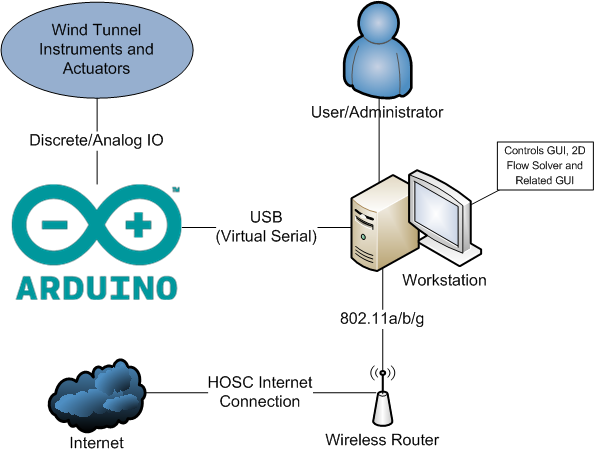 Wind Tunnel
Instruments and
Actuators
User/Administrator
Discrete/Analog IO
Controls GUI, 2D
Flow Solver and
Related GUI
TM
ARDUINO
USB
(Virtual Serial)
Workstation
802.11a/b/g
HOSC Internet
Connection
Internet
Wireless Router